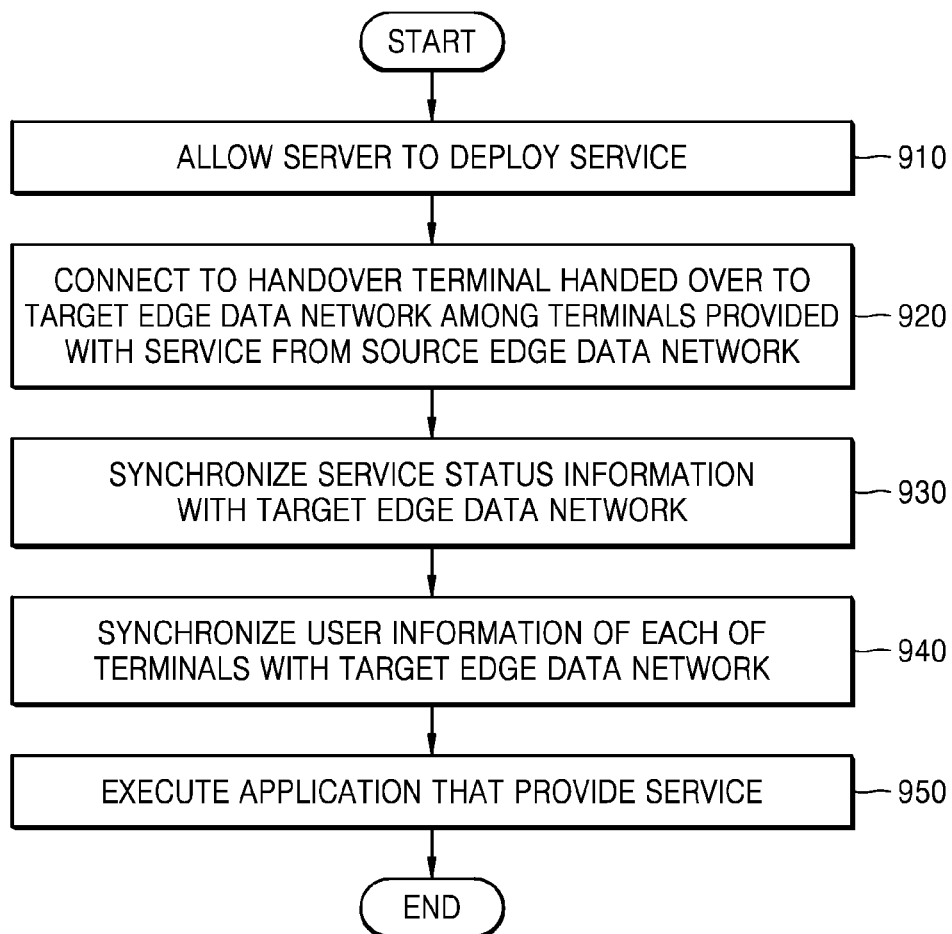 START
ALLOW SERVER TO DEPLOY SERVICE
910
CONNECT TO HANDOVER TERMINAL HANDED OVER TO
TARGET EDGE DATA NETWORK AMONG TERMINALS PROVIDED
WITH SERVICE FROM SOURCE EDGE DATA NETWORK
920
SYNCHRONIZE SERVICE STATUS INFORMATION
WITH TARGET EDGE DATA NETWORK
930
SYNCHRONIZE USER INFORMATION OF EACH OF
TERMINALS WITH TARGET EDGE DATA NETWORK
940
EXECUTE APPLICATION THAT PROVIDE SERVICE
950
END